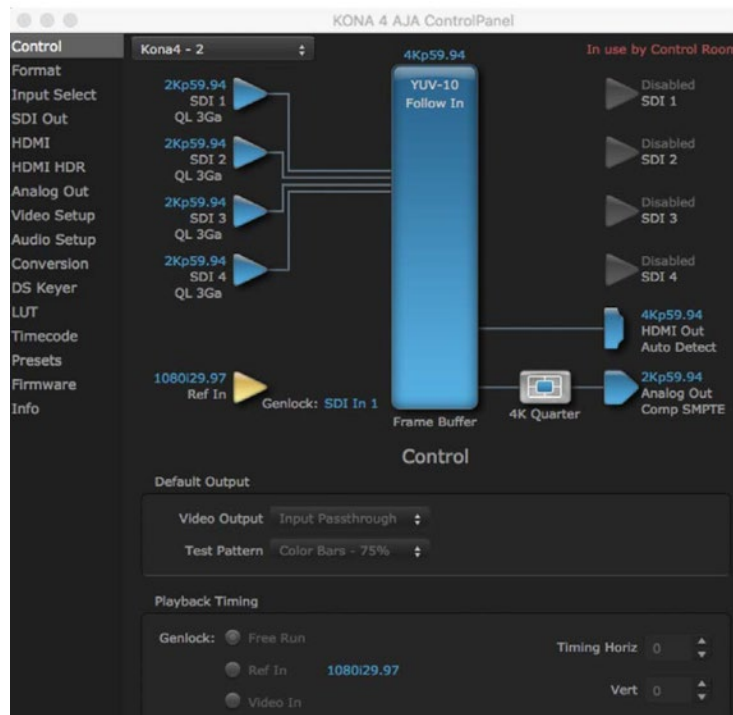 KONA 4 AJA ControlPanel
Control
Format
Input Select
SDI Out
HDMI
HDMI HDR
Analog Out
Video Setup
Audio Setup
Conversion
DS Keyer
LUT
Timecode
Presets
Firmware
Info
Kona4 - 2
In use by Control Room
4Kp59.94
YUV-10
Follow In
2Kp59.94
SDI 1
QL 3Ga
2Kp59.94
SDI 2
QL 3Ga
2Kp59.94
SDI 3
QL 3Ga
2Kp59.94
SDI 4
QL 3Ga
1080i29.97
Ref In
Genlock: SDI In 1
Frame Buffer
Disabled
SDI 1
Disabled
SDI 2
Disabled
SDI 3
Disabled
SDI 4
4Kp59.94
HDMI Out
Auto Detect
4K Quarter
2Kp59.94
Analog Out
Comp SMPTE
Control
Default Output
Video Output Input Passthrough
Test Pattern Color Bars - 75%
Playback Timing
Genlock: Free Run
Ref In 1080i29.97
Video In
Timing Horiz 0
Vert 0